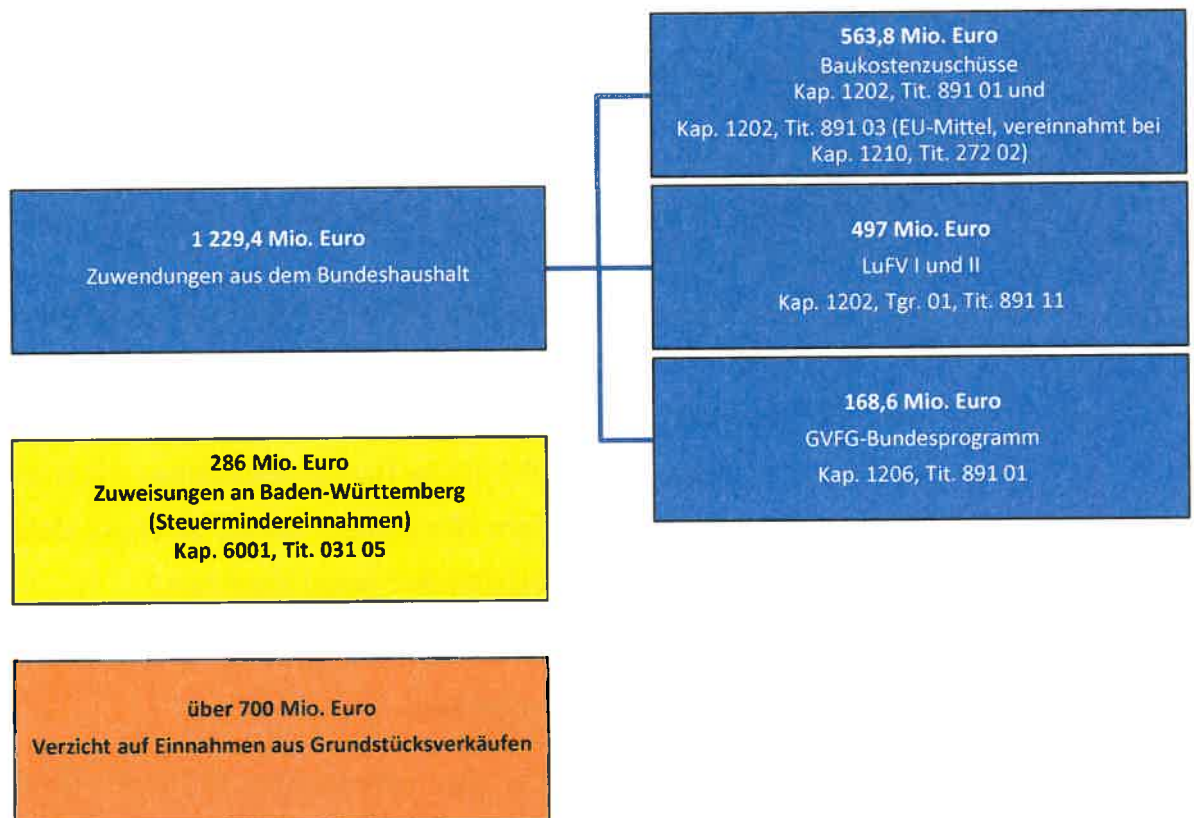 563,8 Mio. Euro
Baukostenzuschüsse
Kap. 1202, Tit. 891 01 und
Kap. 1202, Tit. 891 03 (EU-Mittel, vereinnahmt bei
Kap. 1210, Tit. 272 02)
1 229,4 Mio. Euro
Zuwendungen aus dem Bundeshaushalt
497 Mio. Euro
LuFV I und II
Kap. 1202, Tgr. 01, Tit. 891 11
168,6 Mio. Euro
GVFG-Bundesprogramm
Kap. 1206, Tit. 891 01
286 Mio. Euro
Zuweisungen an Baden-Württemberg
(Steuermindereinnahmen)
Kap. 6001, Tit. 031 05
über 700 Mio. Euro
Verzicht auf Einnahmen aus Grundstücksverkäufen